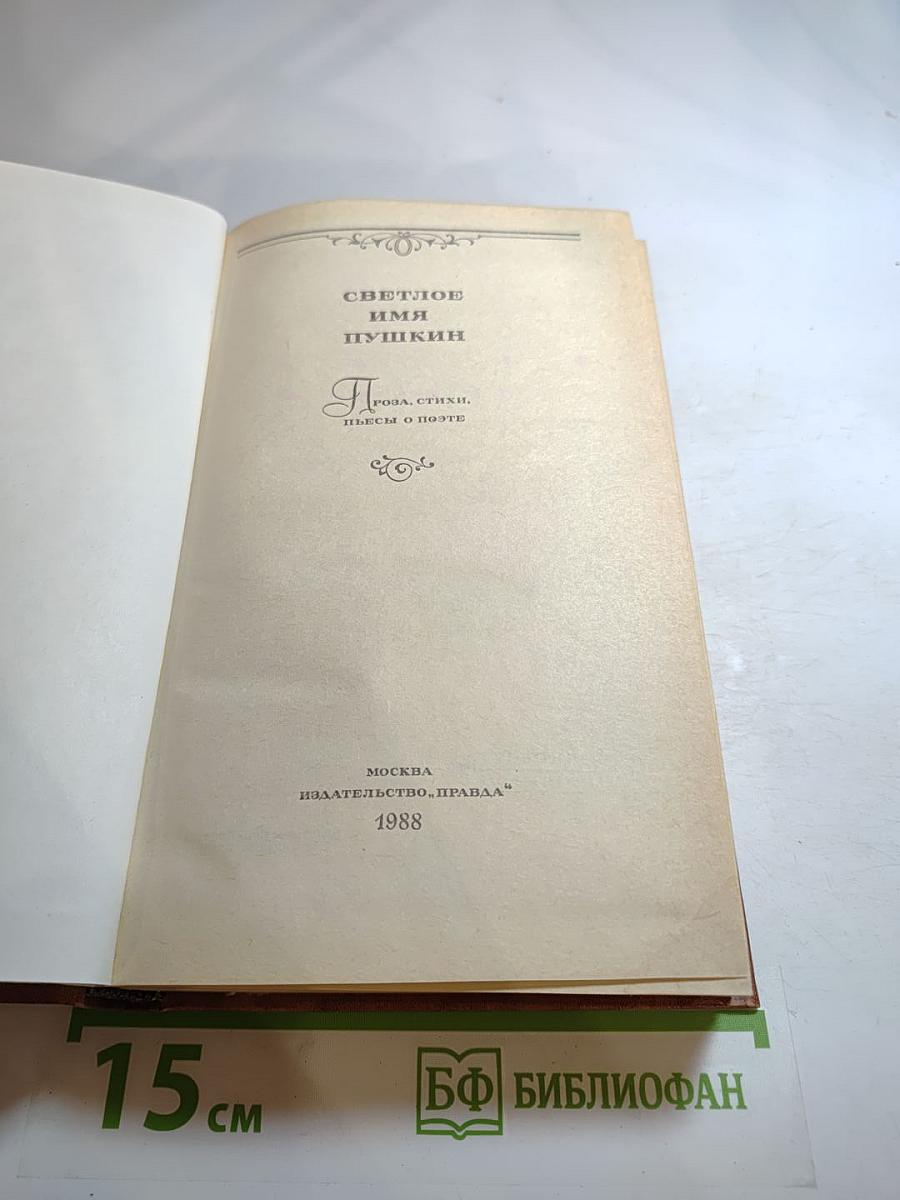 СВЕТЛОЕ
ИМЯ
ПУШКИН
Проза, стихи,
пьесы о поэте
МОСКВА
ИЗДАТЕЛЬСТВО „ПРАВДА“
1988
15 см
БФ БИБЛИОФАН